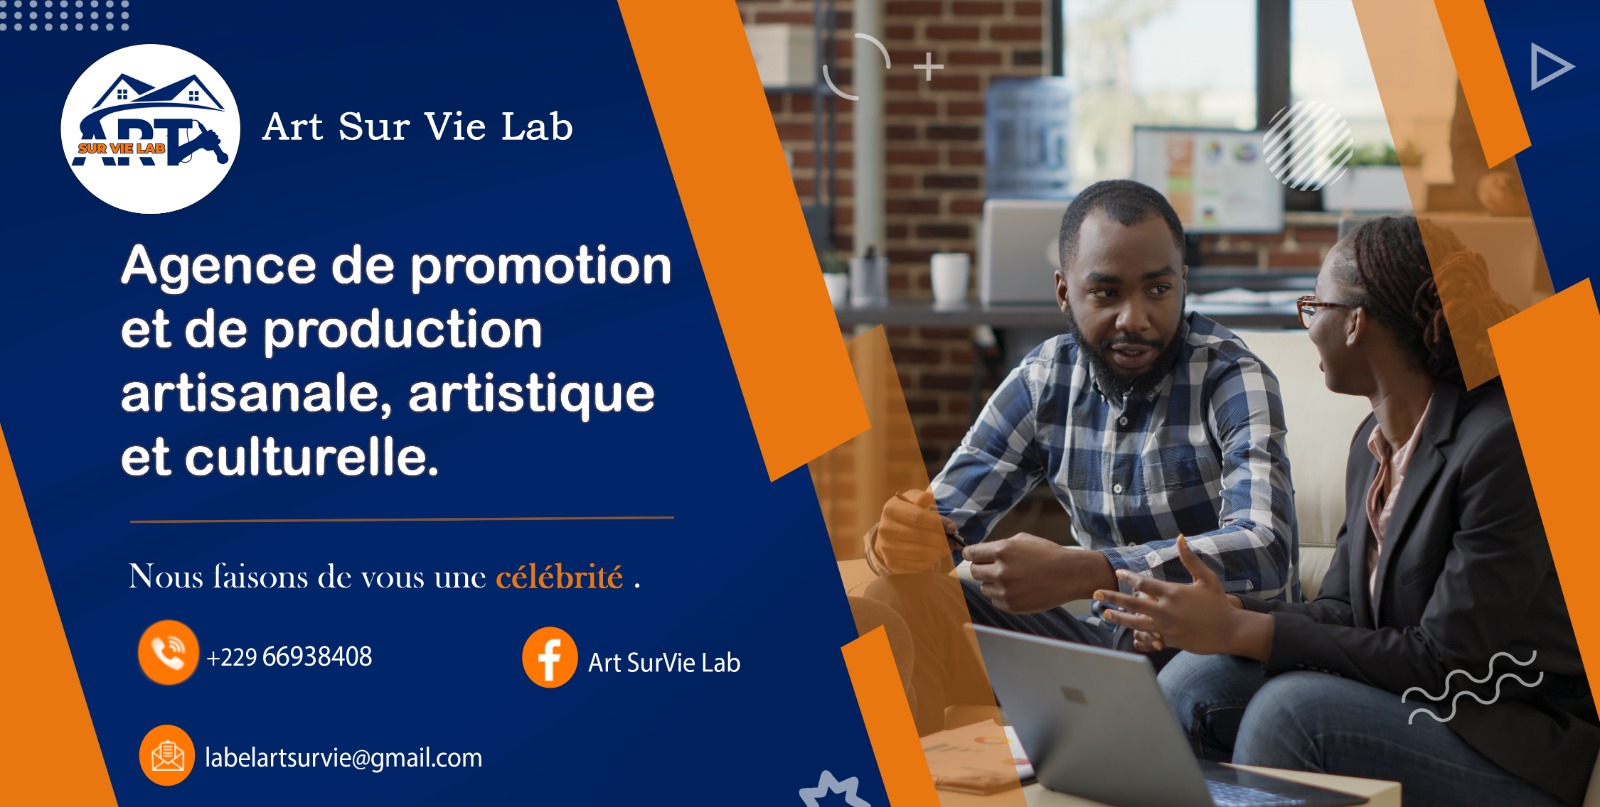 ART
SUR VIE LAB
Art Sur Vie Lab
Agence de promotion
et de production
artisanale, artistique
et culturelle.
Nous faisons de vous une célébrité .
+229 66938408
Art SurVie Lab
labelartsurvie@gmail.com